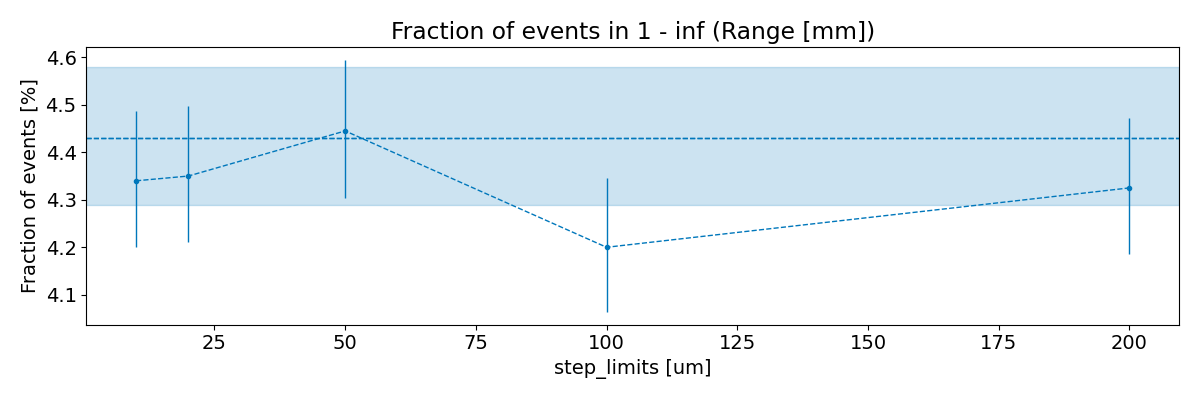 Fraction of events in 1 - inf (Range [mm])
Fraction of events [%]
4.6
4.5
4.4
4.3
4.2
4.1
25 50 75 100 125 150 175 200
step_limits [um]